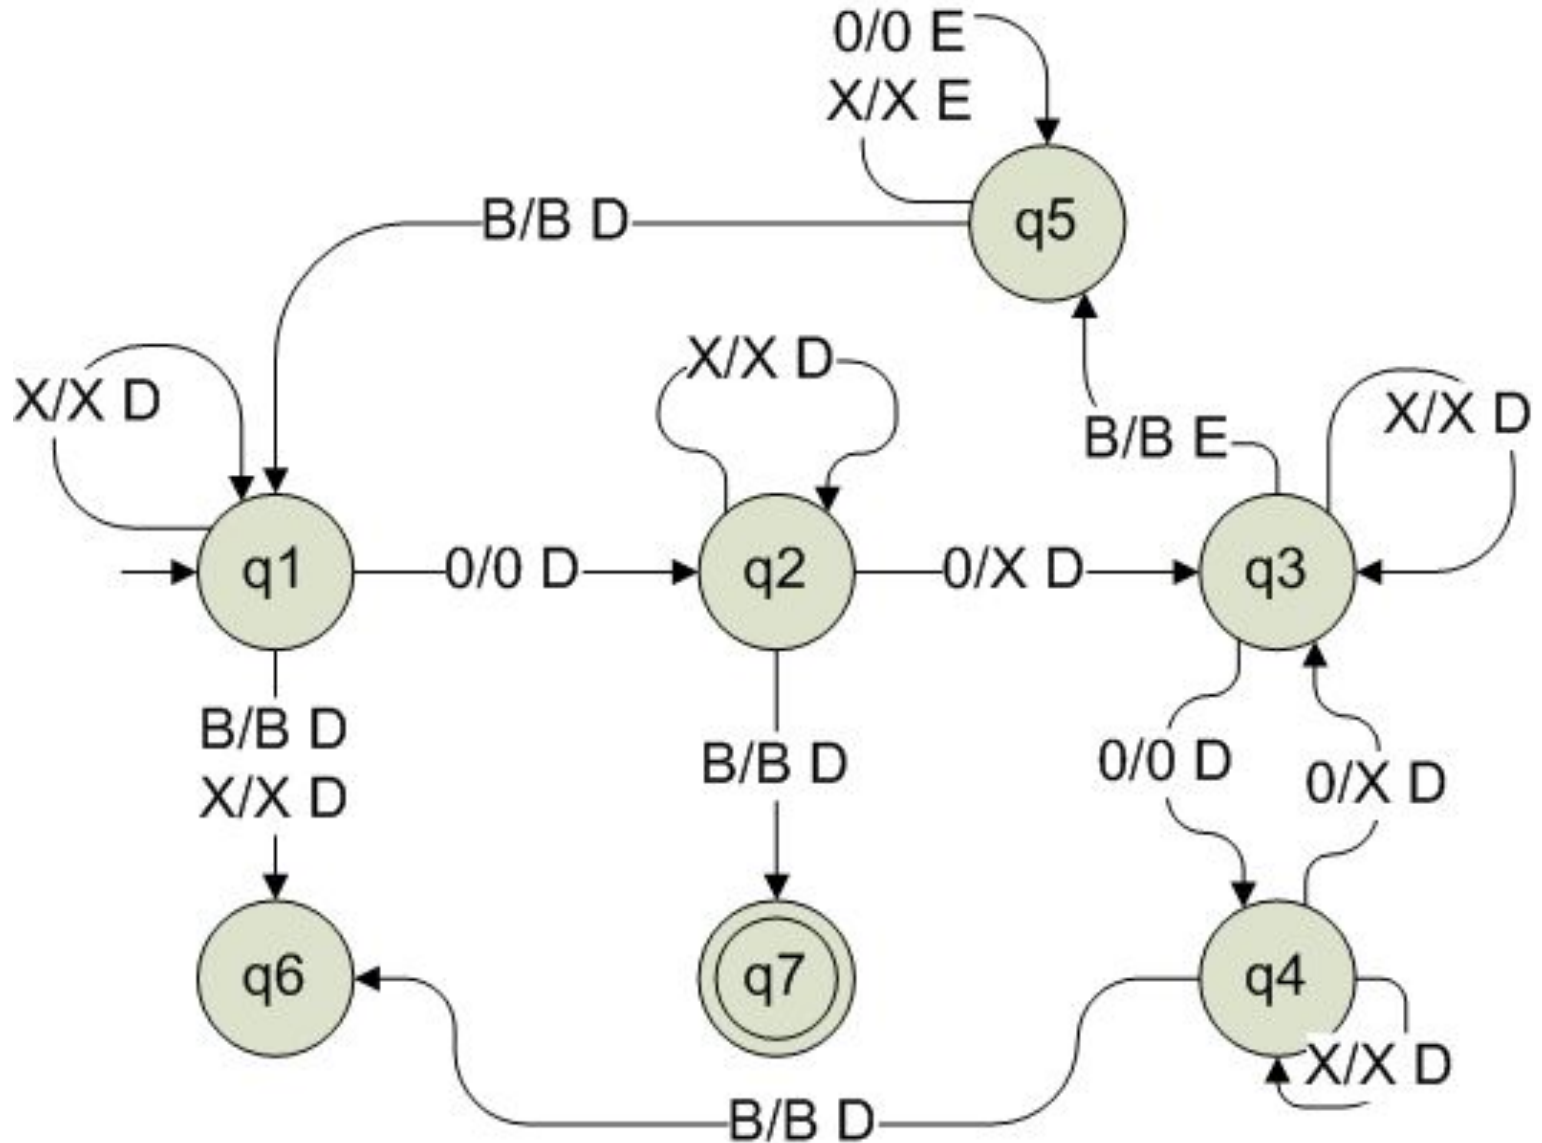 0/0 E
X/X E
q5
B/B D
X/X D
X/X D
B/B E
X/X D
q1
0/0 D
q2
0/X D
q3
B/B D
X/X D
B/B D
0/0 D
0/X D
q6
q7
q4
X/X D
B/B D